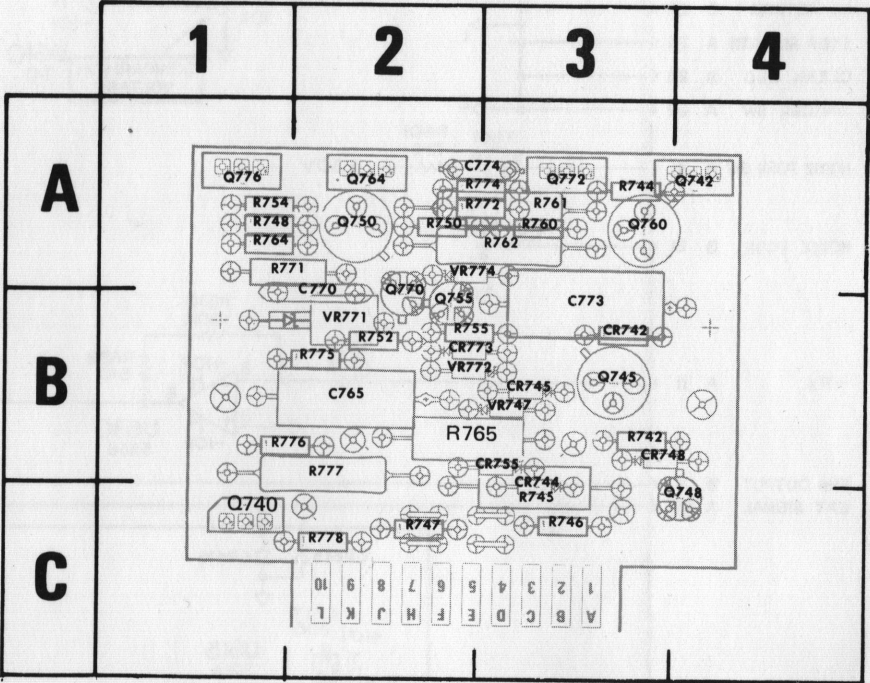 1 2 3 4
A
B
C
Q776 Q764 C774 Q772 Q742
R774 R744
R754 R772 R761
R748 Q750 R750 R760 Q760
R764 R762
R771 VR774
C770 Q770 Q755 C773
VR771 R755 CR742
R752 CR773
R775 VR772 Q745
C765 CR745
VR747
R765 R742
R776 CR755 CR748
R777 CR744
R745 Q748
Q740 R747 R746
R778
10 9 8 7 6 5 4 3 2 1
L K J H F E D C B A